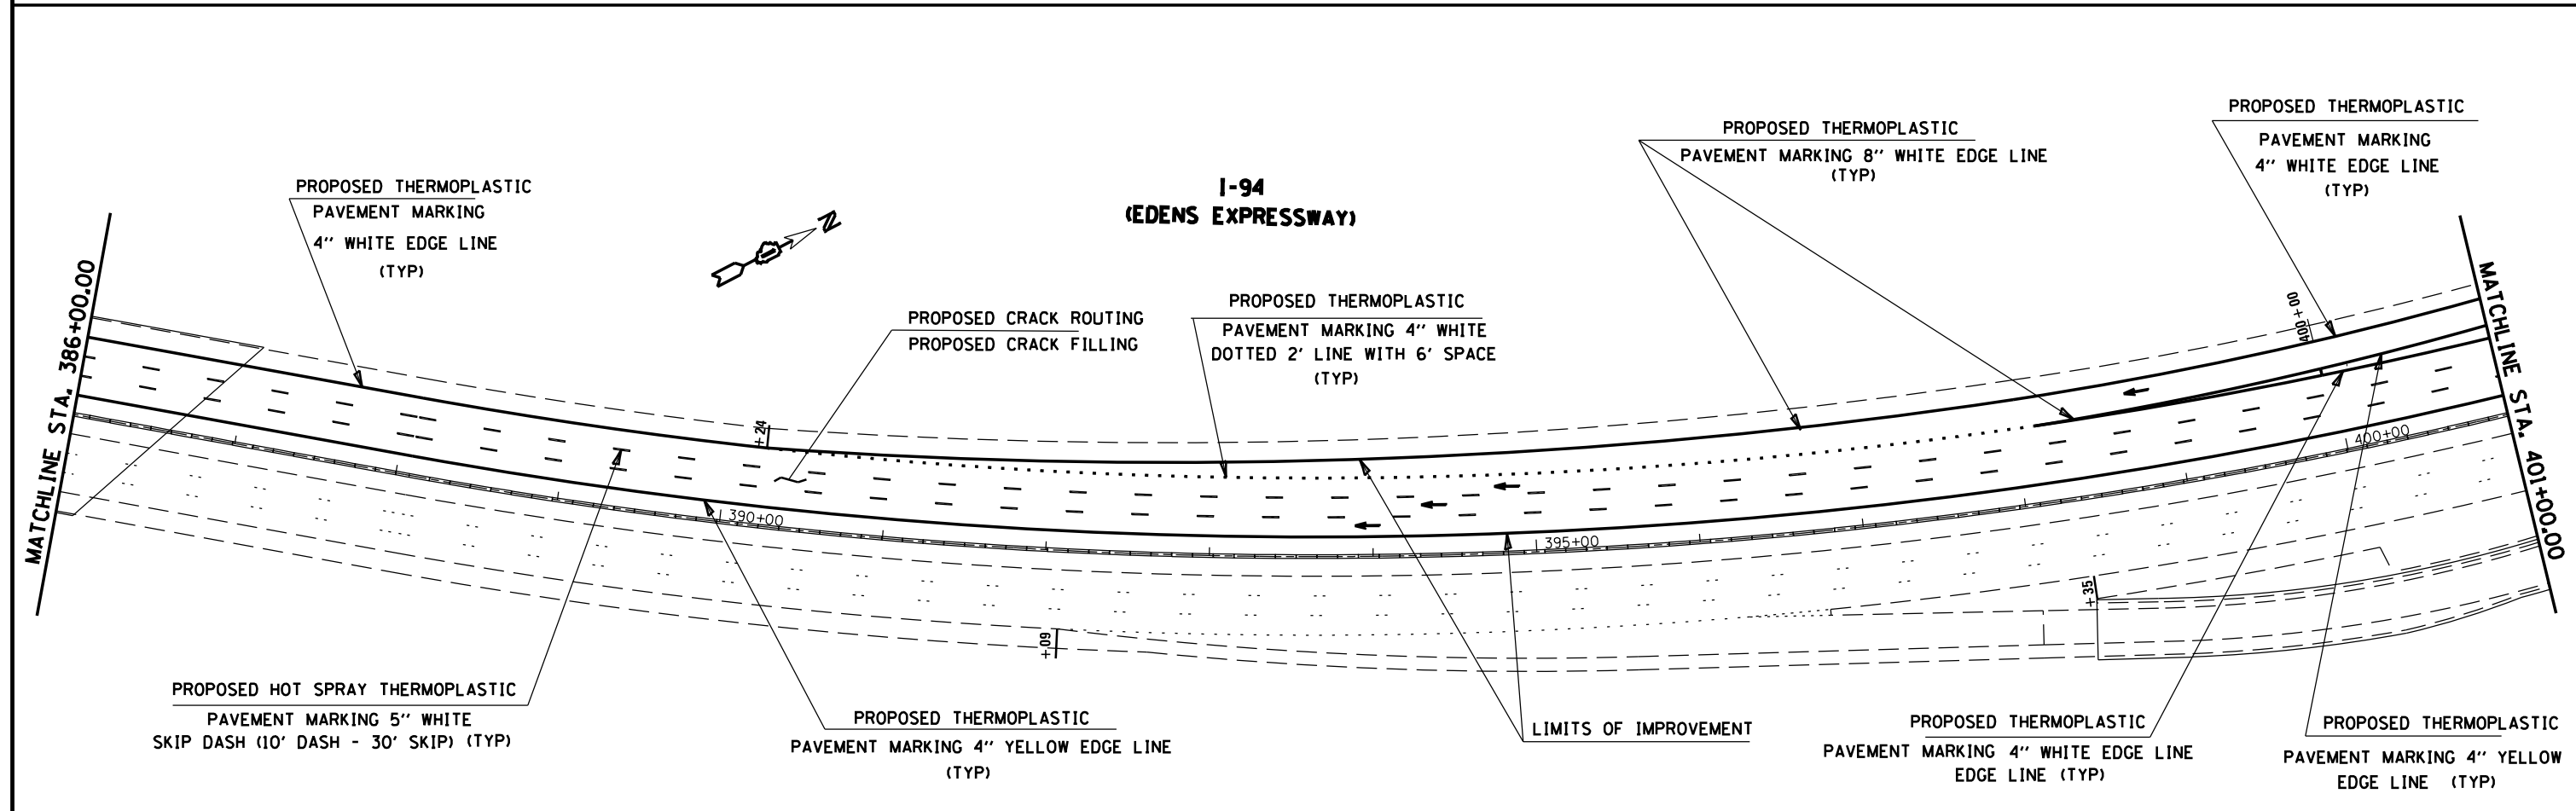 PROPOSED THERMOPLASTIC
PAVEMENT MARKING
4'' WHITE EDGE LINE
(TYP)
I-94
(EDENS EXPRESSWAY)
N
PROPOSED THERMOPLASTIC
PAVEMENT MARKING 8'' WHITE EDGE LINE
(TYP)
PROPOSED THERMOPLASTIC
PAVEMENT MARKING
4'' WHITE EDGE LINE
(TYP)
PROPOSED CRACK ROUTING
PROPOSED CRACK FILLING
PROPOSED THERMOPLASTIC
PAVEMENT MARKING 4'' WHITE
DOTTED 2' LINE WITH 6' SPACE
(TYP)
MATCHLINE STA. 386+00.00
MATCHLINE STA. 401+00.00
400+00
+24
390+00
395+00
400+00
+09
+35
PROPOSED HOT SPRAY THERMOPLASTIC
PAVEMENT MARKING 5'' WHITE
SKIP DASH (10' DASH - 30' SKIP) (TYP)
PROPOSED THERMOPLASTIC
PAVEMENT MARKING 4'' YELLOW EDGE LINE
(TYP)
LIMITS OF IMPROVEMENT
PROPOSED THERMOPLASTIC
PAVEMENT MARKING 4'' WHITE EDGE LINE
EDGE LINE (TYP)
PROPOSED THERMOPLASTIC
PAVEMENT MARKING 4'' YELLOW
EDGE LINE (TYP)